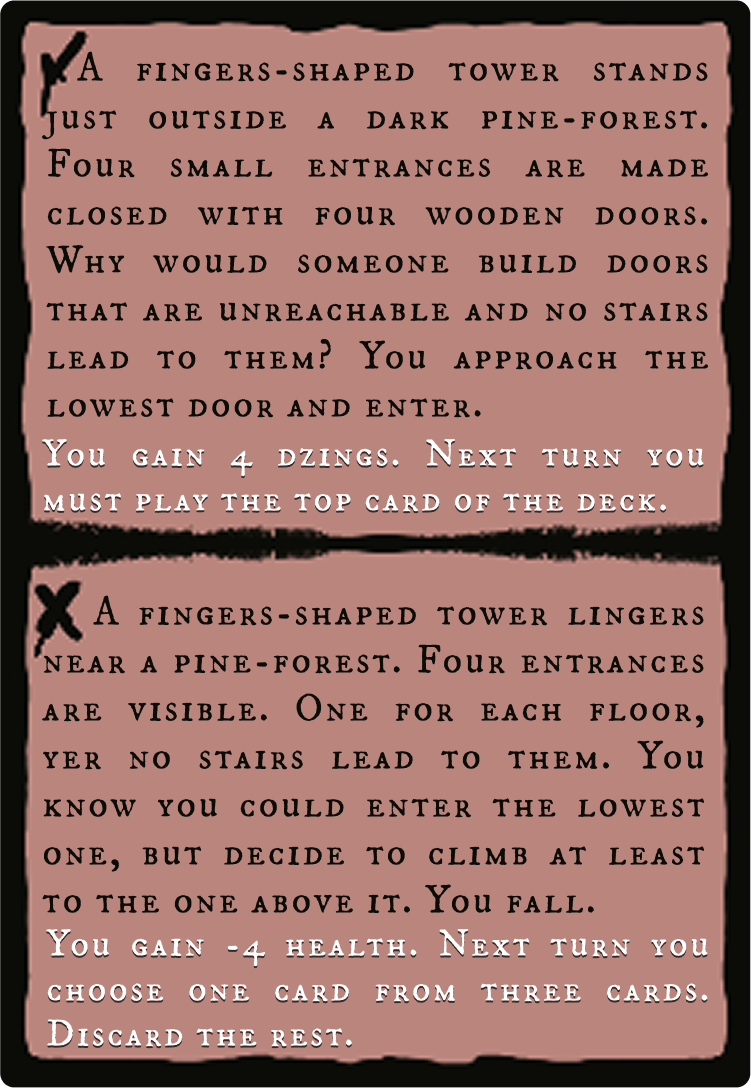 A fingers-shaped tower stands
just outside a dark pine-forest.
Four small entrances are made
closed with four wooden doors.
Why would someone build doors
that are unreachable and no stairs
lead to them? You approach the
lowest door and enter.
You gain 4 dzings. Next turn you
must play the top card of the deck.
A fingers-shaped tower lingers
near a pine-forest. Four entrances
are visible. One for each floor,
yer no stairs lead to them. You
know you could enter the lowest
one, but decide to climb at least
to the one above it. You fall.
You gain -4 health. Next turn you
choose one card from three cards.
Discard the rest.